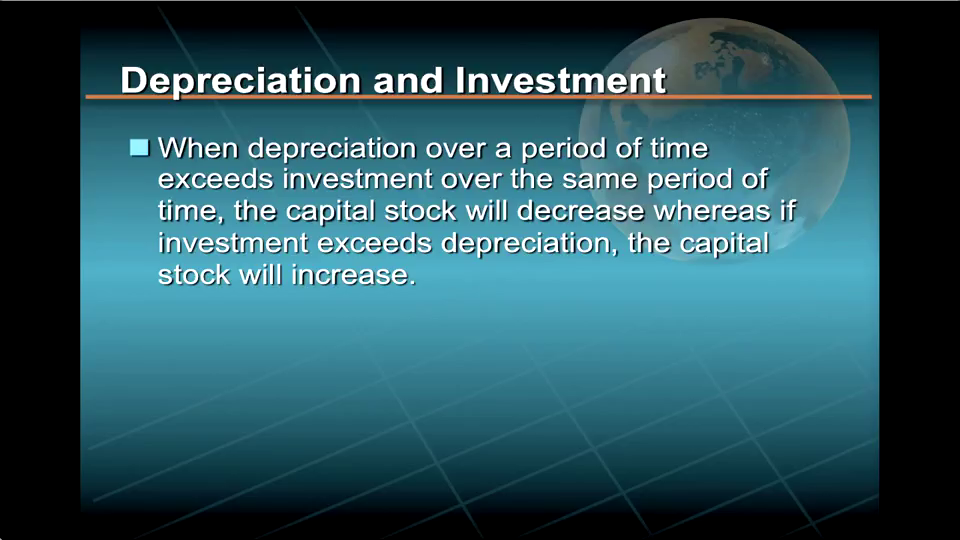 Depreciation and Investment
When depreciation over a period of time
exceeds investment over the same period of
time, the capital stock will decrease whereas if
investment exceeds depreciation, the capital
stock will increase.